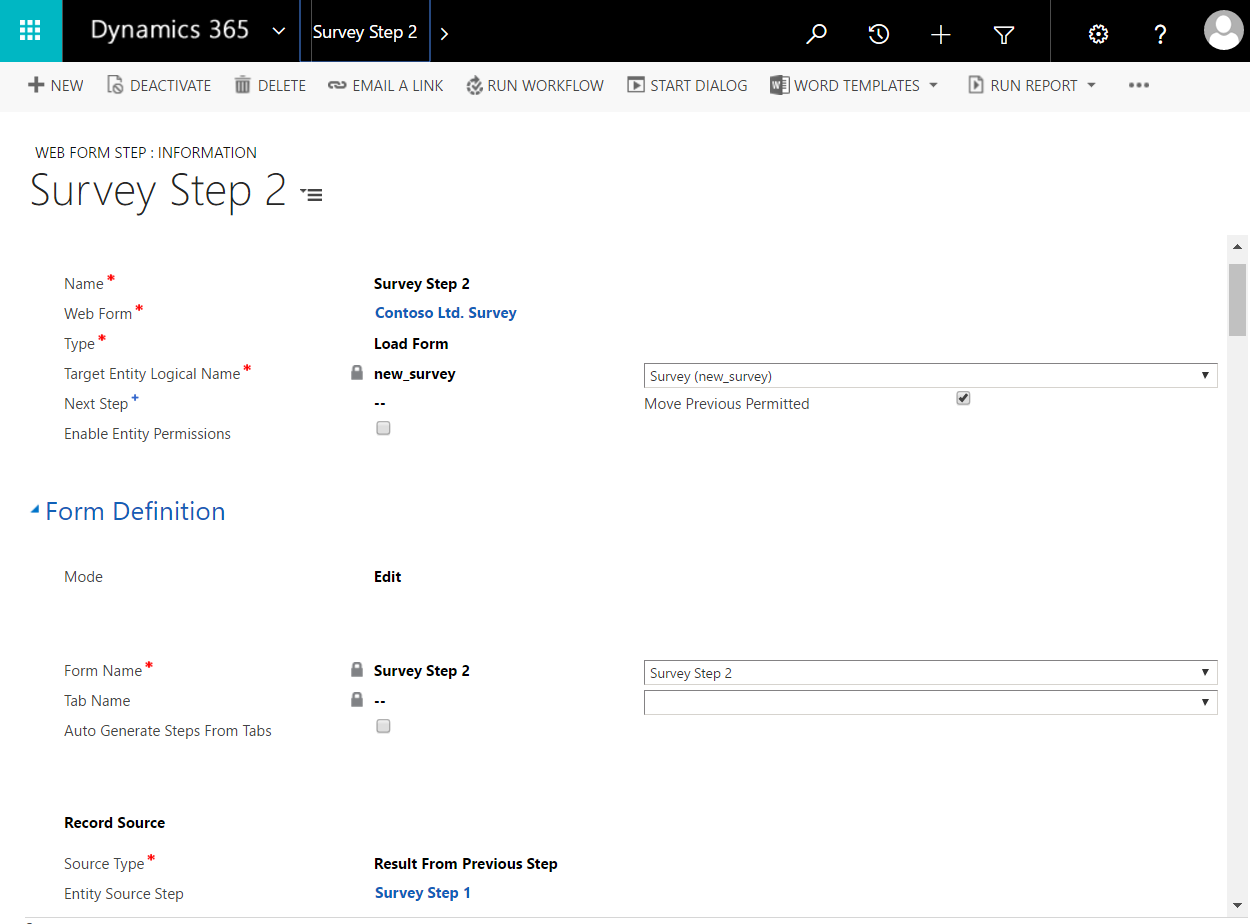 Dynamics 365 Survey Step 2
NEW DEACTIVATE DELETE EMAIL A LINK RUN WORKFLOW START DIALOG WORD TEMPLATES RUN REPORT •••
WEB FORM STEP : INFORMATION
Survey Step 2
Name* Survey Step 2
Web Form* Contoso Ltd. Survey
Type* Load Form
Target Entity Logical Name* new_survey Survey (new_survey)
Next Step+ -- Move Previous Permitted
Enable Entity Permissions
Form Definition
Mode Edit
Form Name* Survey Step 2 Survey Step 2
Tab Name --
Auto Generate Steps From Tabs
Record Source
Source Type* Result From Previous Step
Entity Source Step Survey Step 1